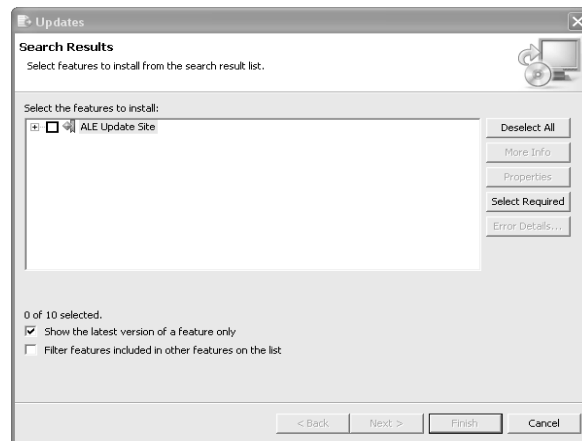 Updates
Search Results
Select features to install from the search result list.
Select the features to install:
ALE Update Site
Deselect All
More Info
Properties
Select Required
Error Details...
0 of 10 selected.
Show the latest version of a feature only
Filter features included in other features on the list
< Back
Next >
Finish
Cancel